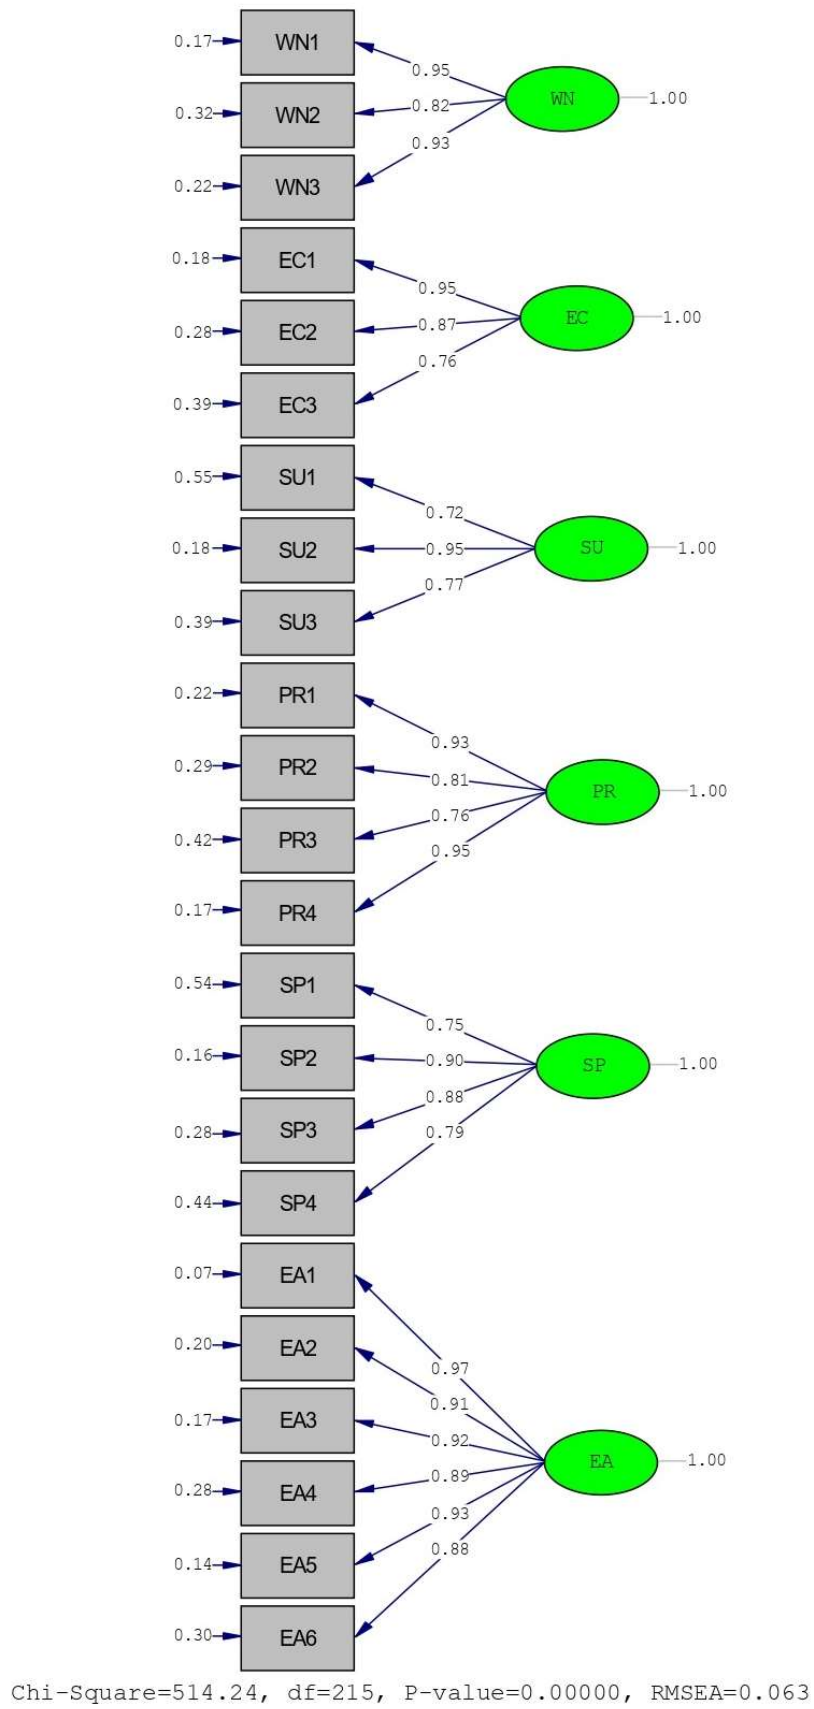 0.17 WN1
0.95
WN 1.00
0.32 WN2 0.82
0.93
0.22 WN3
0.18 EC1
0.95
EC 1.00
0.28 EC2 0.87
0.76
0.39 EC3
0.55 SU1
0.72
0.18 SU2 0.95 SU 1.00
0.77
0.39 SU3
0.22 PR1
0.93
0.29 PR2 0.81 PR 1.00
0.76
0.42 PR3
0.95
0.17 PR4
0.54 SP1
0.75
0.16 SP2 0.90 SP 1.00
0.88
0.28 SP3 0.79
0.44 SP4
0.07 EA1
0.20 EA2
0.97
0.91
0.17 EA3 0.92
EA 1.00
0.28 EA4 0.89
0.93
0.14 EA5 0.88
0.30 EA6
Chi-Square=514.24, df=215, P-value=0.00000, RMSEA=0.063